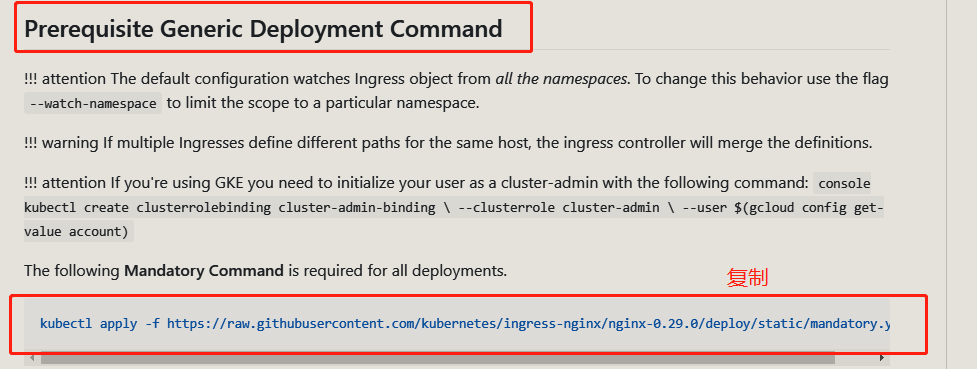 Prerequisite Generic Deployment Command
!!! attention The default configuration watches Ingress object from all the namespaces. To change this behavior use the flag
--watch-namespace to limit the scope to a particular namespace.
!!! warning If multiple Ingresses define different paths for the same host, the ingress controller will merge the definitions.
!!! attention If you're using GKE you need to initialize your user as a cluster-admin with the following command: console
kubectl create clusterrolebinding cluster-admin-binding \ --clusterrole cluster-admin \ --user $(gcloud config get-
value account)
The following Mandatory Command is required for all deployments.
复制
kubectl apply -f https://raw.githubusercontent.com/kubernetes/ingress-nginx/nginx-0.29.0/deploy/static/mandatory.y